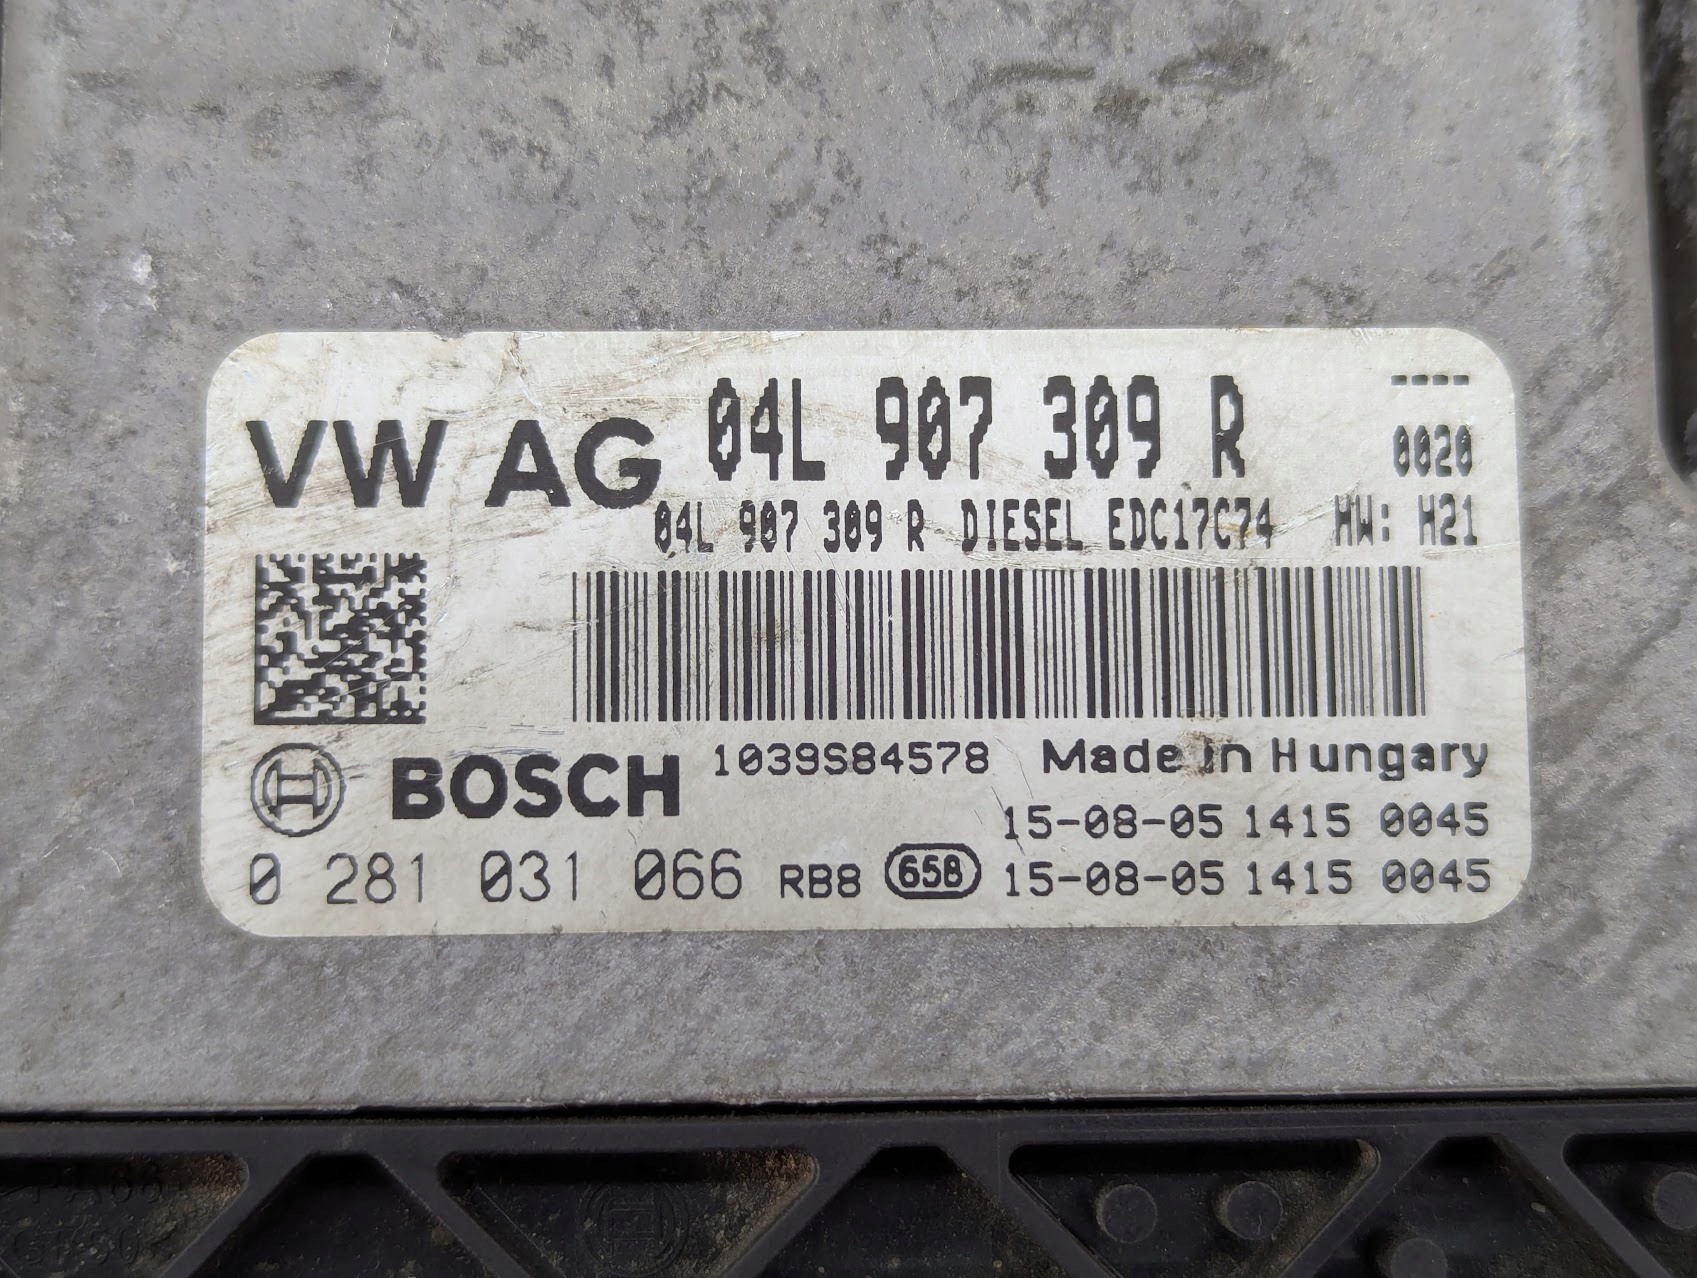 VW AG 04L 907 309 R ----
0020
04L 907 309 R DIESEL EDC17C74 HW: H21
BOSCH 1039S84578 Made in Hungary
15-08-05 1415 0045
0 281 031 066 RB8 65B 15-08-05 1415 0045